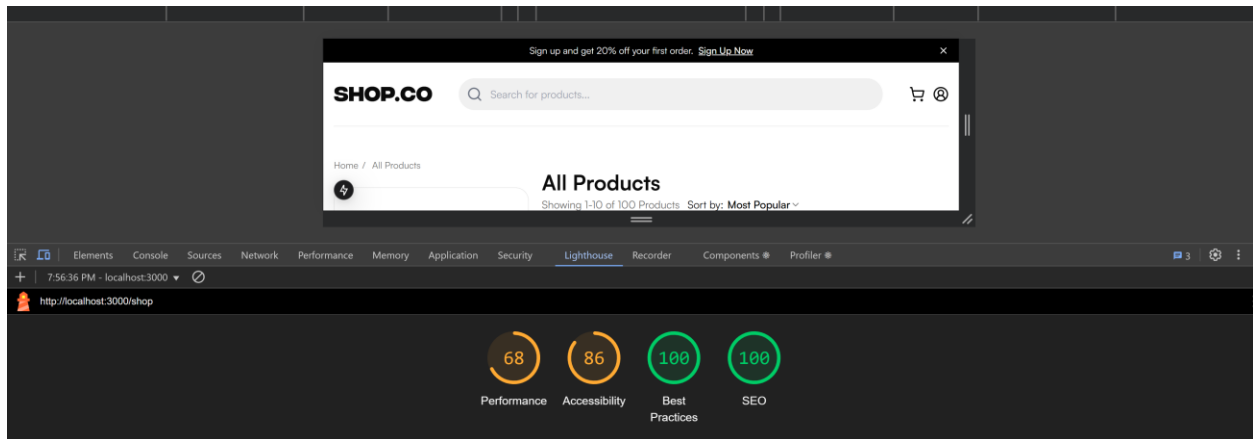 Sign up and get 20% off your first order. Sign Up Now ×
SHOP.CO Search for products...
Home / All Products
All Products
Showing 1-10 of 100 Products Sort by: Most Popular
Elements Console Sources Network Performance Memory Application Security Lighthouse Recorder Components Profiler 3
+ 7:56:36 PM - localhost:3000
http://localhost:3000/shop
68 86 100 100
Performance Accessibility Best Practices SEO